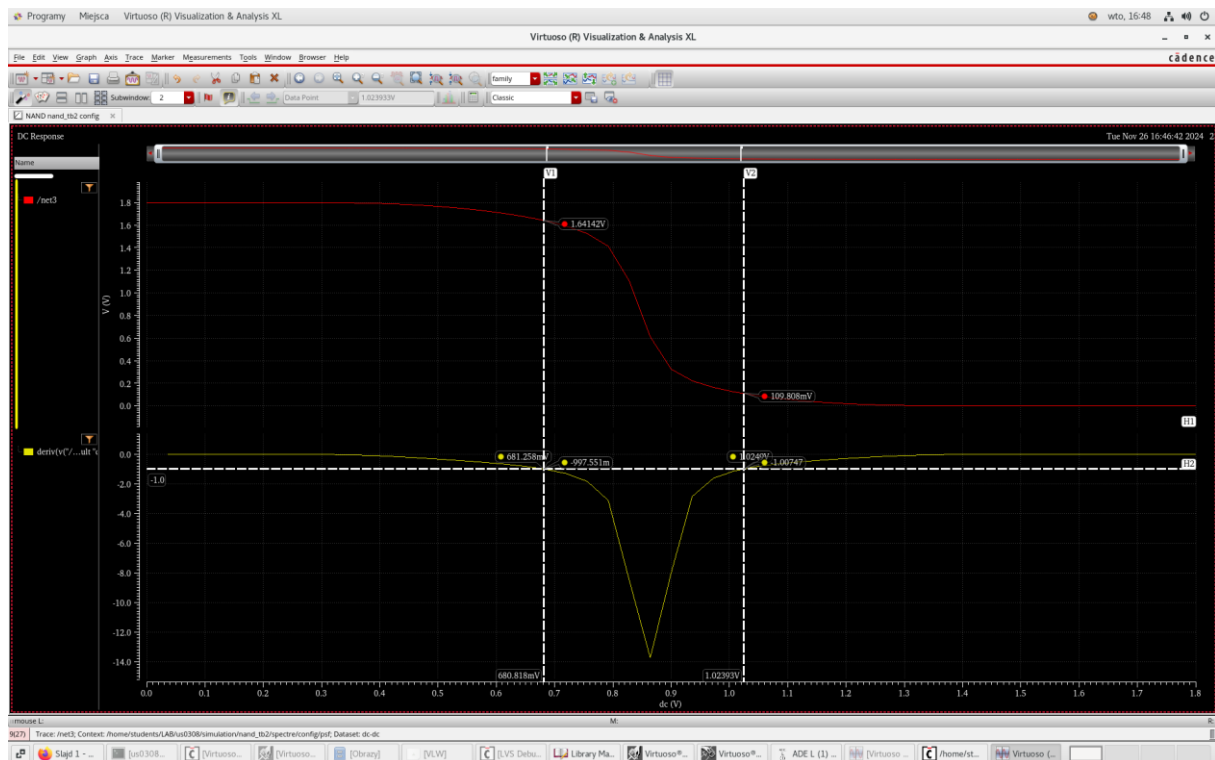 Programy Miejsca Virtuoso (R) Visualization & Analysis XL wto, 16:48
Virtuoso (R) Visualization & Analysis XL
File Edit View Graph Axis Trace Marker Measurements Tools Window Browser Help cādence
family
Subwindow: 2 Data Point 1.023933V Classic
NAND nand_tb2 config
DC Response Tue Nov 26 16:46:42 2024 2
Name
V1 V2
/net3
1.8
1.6 1.64142V
1.4
1.2
1.0
V (V)
0.8
0.6
0.4
0.2 109.808mV
0.0
H1
deriv(v("/...ult "d
0.0 681.258mV -997.551m 1.0240V -1.00747 H2
-1.0
-2.0
-4.0
-6.0
-8.0
-10.0
-12.0
-14.0
680.818mV 1.02393V
0.0 0.1 0.2 0.3 0.4 0.5 0.6 0.7 0.8 0.9 1.0 1.1 1.2 1.3 1.4 1.5 1.6 1.7 1.8
dc (V)
mouse L: M: R:
9(27) Trace: /net3; Context: /home/students/LAB/us0308/simulation/nand_tb2/spectre/config/psf; Dataset: dc-dc
Slajd 1 - ... [us0308... [Virtuoso... [Virtuoso... [Obrazy] [VLW] [LVS Debu... Library Ma... Virtuoso®... Virtuoso®... ADE L (1) ... [Virtuoso ... /home/st... Virtuoso (...